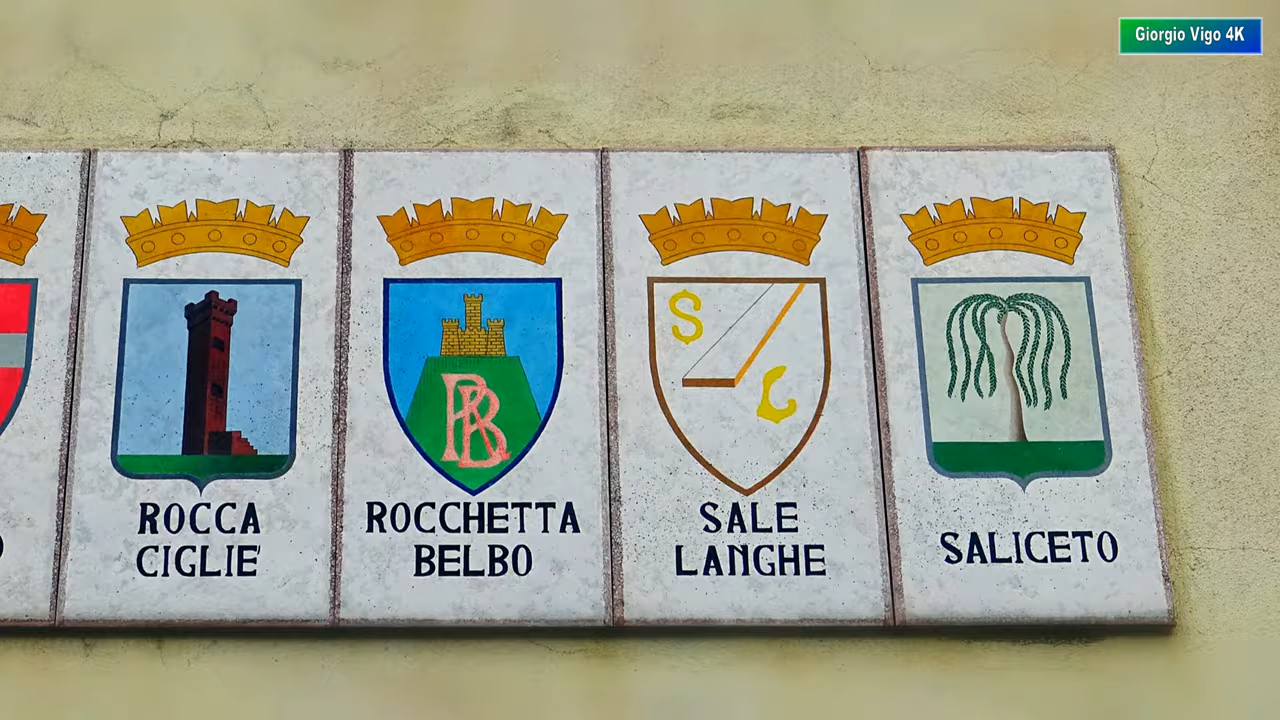 Giorgio Vigo 4K
ROCCA
CIGLIE'
ROCCHETTA
BELBO
S
L
SALE
LANGHE
SALICETO